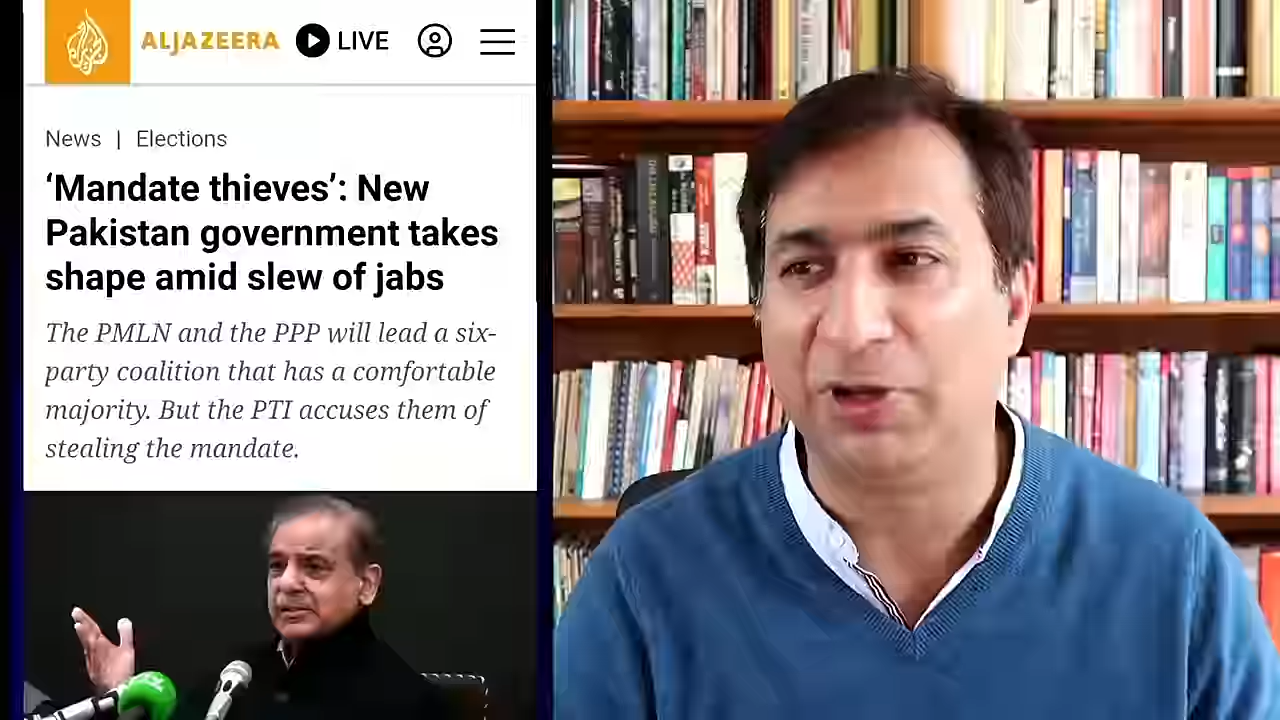 ALJAZEERA LIVE
News | Elections
‘Mandate thieves’: New
Pakistan government takes
shape amid slew of jabs
The PMLN and the PPP will lead a six-
party coalition that has a comfortable
majority. But the PTI accuses them of
stealing the mandate.